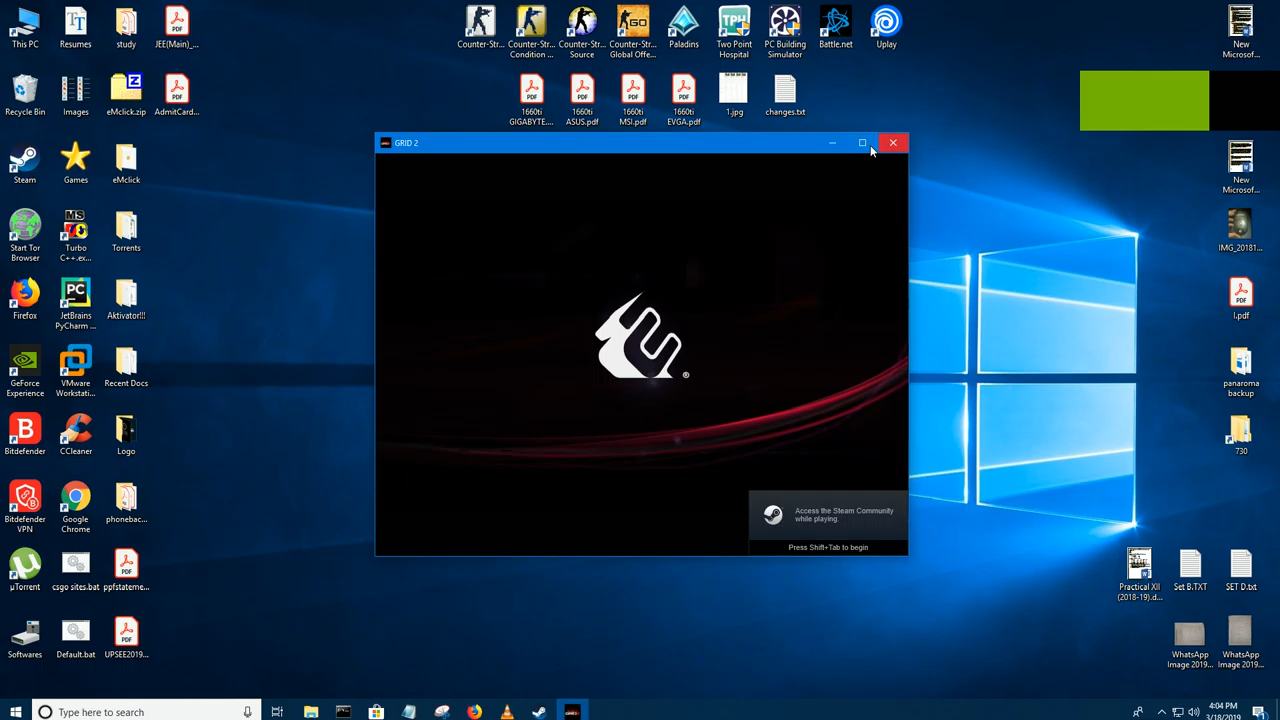 This PC
Resumes
study
JEE(Main)_...
Counter-Str...
Counter-Str...
Condition ...
Counter-Str...
Source
Counter-Str...
Global Offe...
Paladins
Two Point
Hospital
PC Building
Simulator
Battle.net
Uplay
New
Microsof...
Recycle Bin
Images
eMclick.zip
AdmitCard...
1660ti
GIGABYTE....
1660ti
ASUS.pdf
1660ti
MSI.pdf
1660ti
EVGA.pdf
1.jpg
changes.txt
GRID 2
Steam
Games
eMclick
New
Microsof...
Start Tor
Browser
Turbo
C++.ex...
Torrents
IMG_20181...
Firefox
JetBrains
PyCharm ...
Aktivator!!!
l.pdf
GeForce
Experience
VMware
Workstati...
Recent Docs
panaroma
backup
Bitdefender
CCleaner
Logo
730
Bitdefender
VPN
Google
Chrome
phonebac...
Access the Steam Community
while playing.
Press Shift+Tab to begin
µTorrent
csgo sites.bat
ppfstateme...
Practical XII
(2018-19).d...
Set B.TXT
SET D.txt
Softwares
Default.bat
UPSEE2019...
WhatsApp
Image 2019...
WhatsApp
Image 2019...
Type here to search
4:04 PM
3/18/2019